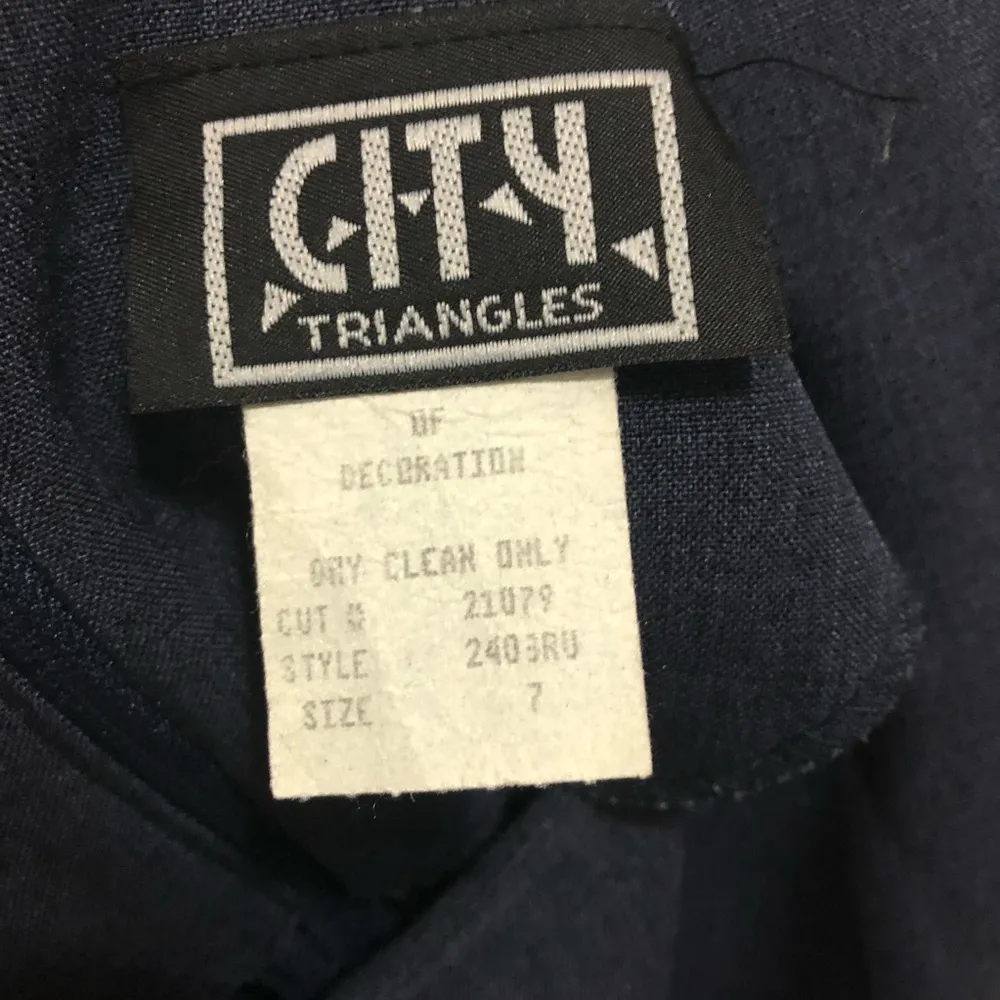 CITY
TRIANGLES
OF
DECORATION
DRY CLEAN ONLY
CUT # 21079
STYLE 2403RU
SIZE 7